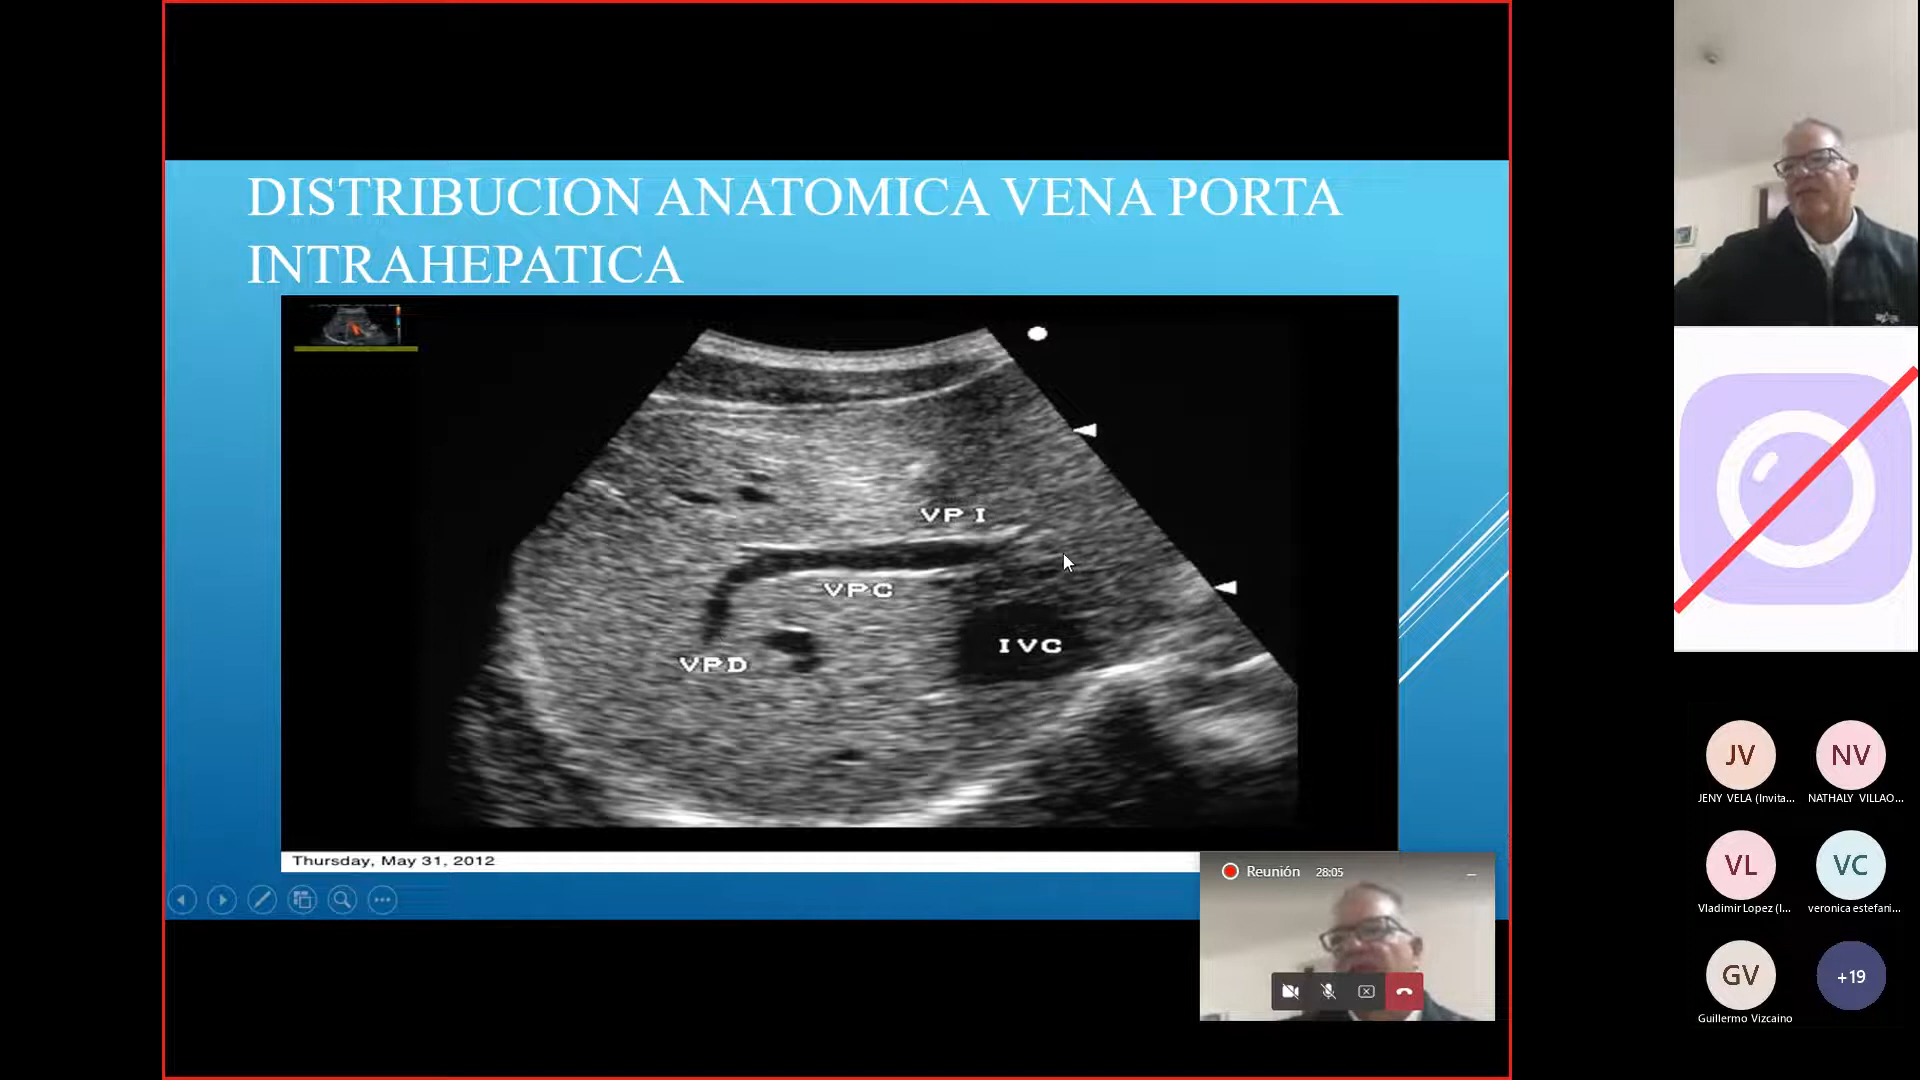 DISTRIBUCION ANATOMICA VENA PORTA
INTRAHEPATICA
VP I
VPC
IVC
VPD
Thursday, May 31, 2012
Reunión 28:05
JV
NV
JENY VELA (Invita...
NATHALY VILLAO...
VL
VC
Vladimir Lopez (I...
veronica estefani...
GV
+19
Guillermo Vizcaino